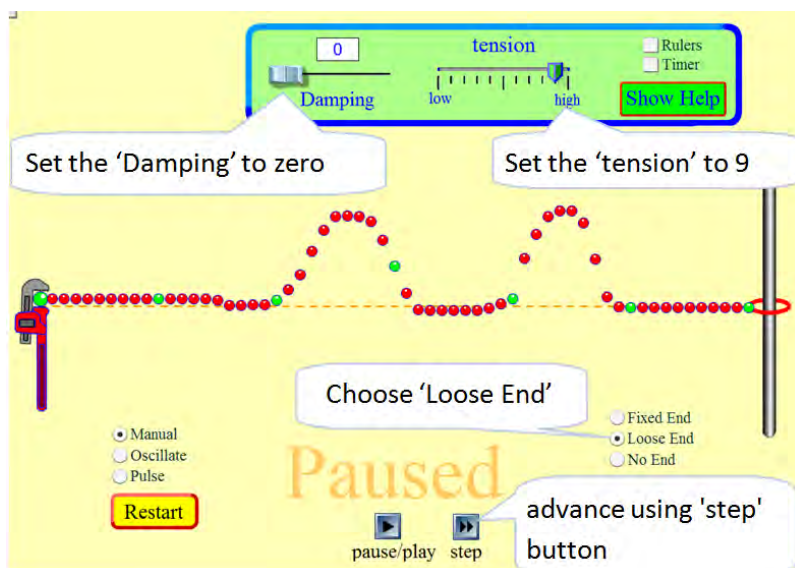 0
tension
Rulers
Timer
Damping
low
high
Show Help
Set the ‘Damping’ to zero
Set the ‘tension’ to 9
Choose ‘Loose End’
Manual
Oscillate
Pulse
Fixed End
Loose End
No End
Paused
Restart
pause/play
step
advance using 'step'
button